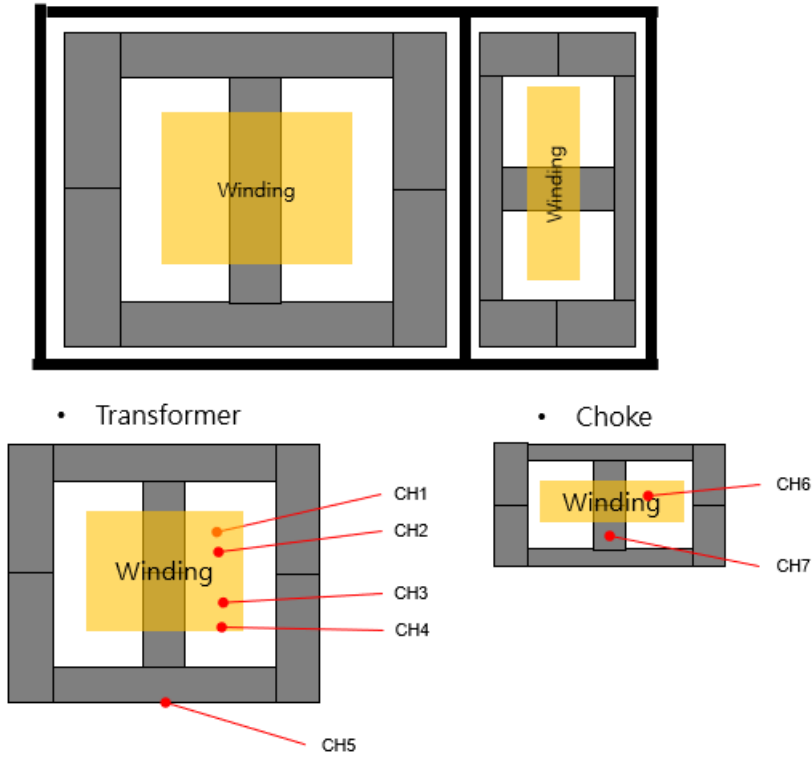 Winding
Winding
• Transformer
• Choke
CH1
CH2
Winding
CH3
CH4
CH5
Winding
CH6
CH7